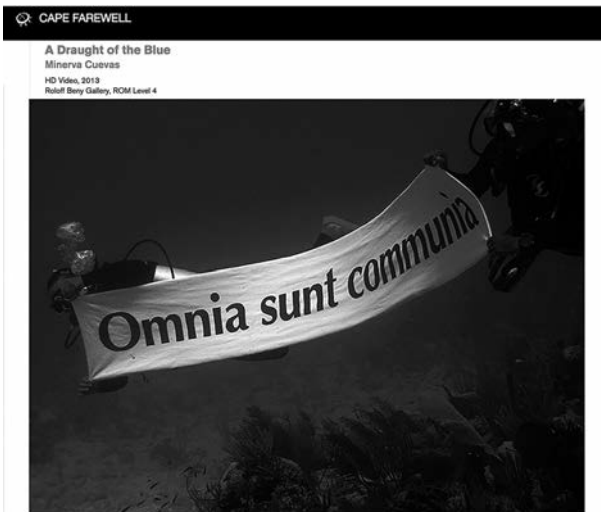 CAPE FAREWELL
A Draught of the Blue
Minerva Cuevas
HD Video, 2013
Roloff Beny Gallery, ROM Level 4
Omnia sunt communia